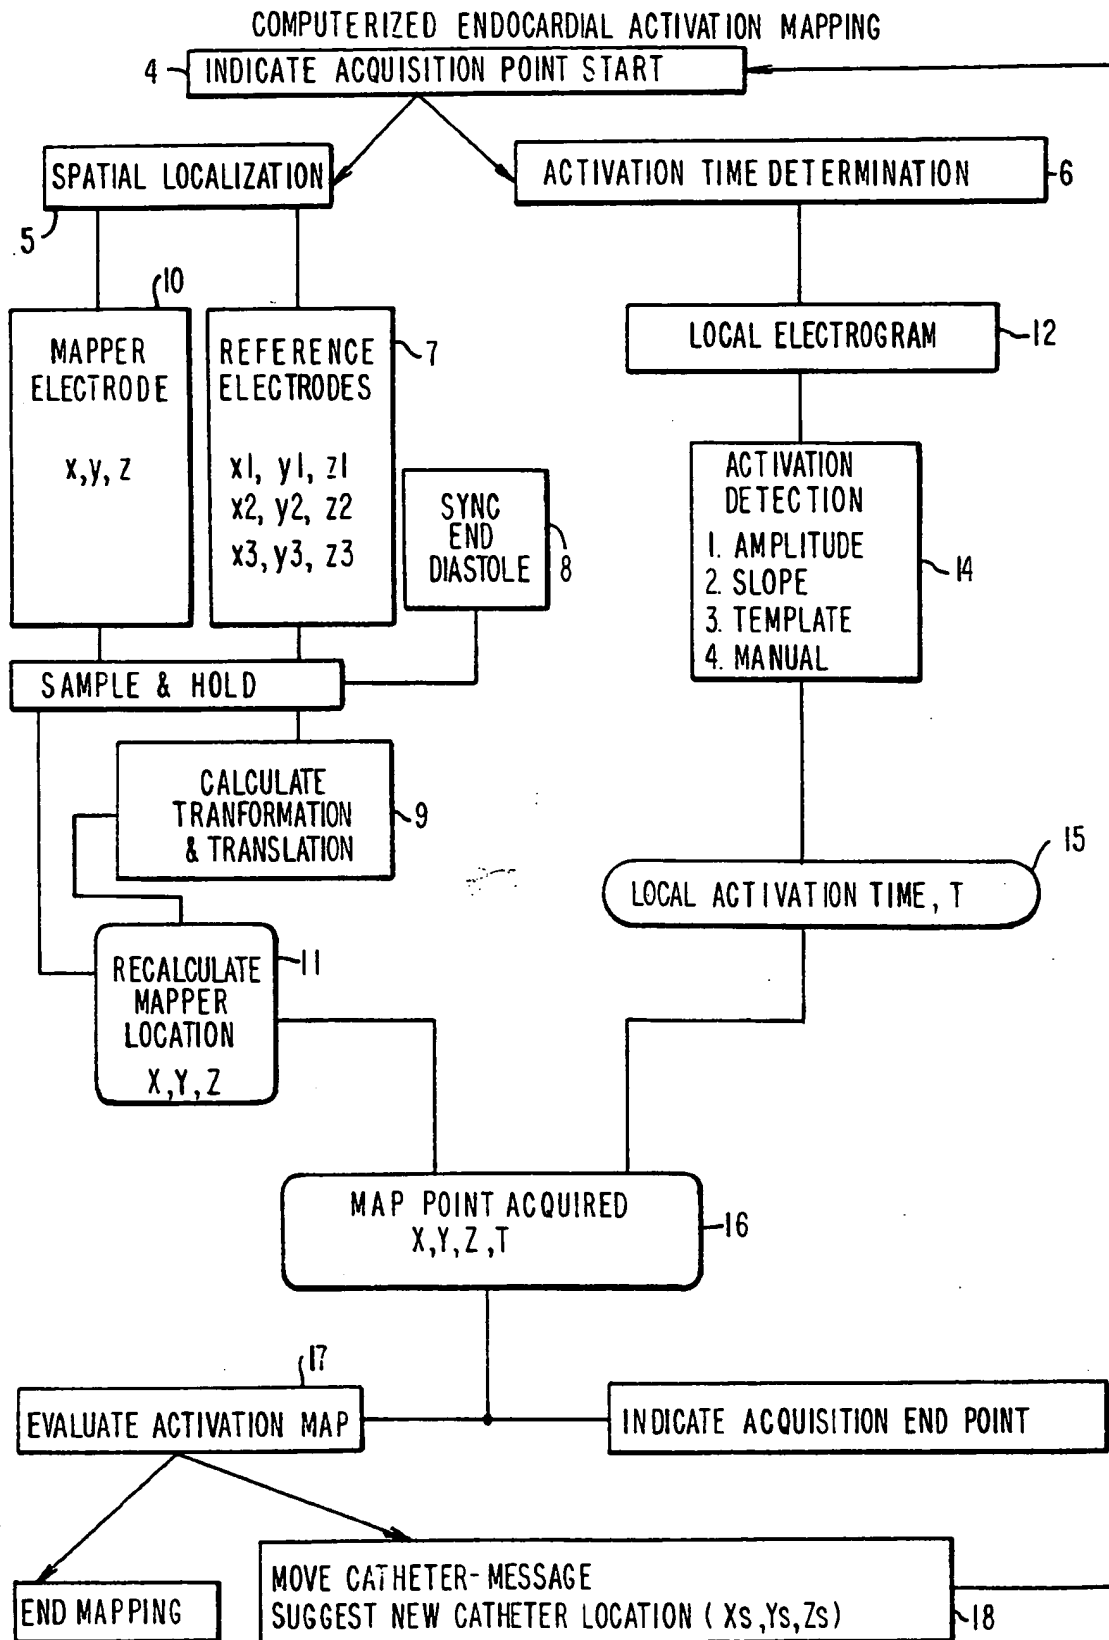 COMPUTERIZED ENDOCARDIAL ACTIVATION MAPPING
4
INDICATE ACQUISITION POINT START
SPATIAL LOCALIZATION
5
ACTIVATION TIME DETERMINATION
6
10
MAPPER
ELECTRODE
x,y,z
REFERENCE
ELECTRODES
x1, y1, z1
x2, y2, z2
x3, y3, z3
7
SYNC
END
DIASTOLE
8
LOCAL ELECTROGRAM
12
ACTIVATION
DETECTION
1. AMPLITUDE
2. SLOPE
3. TEMPLATE
4. MANUAL
14
SAMPLE & HOLD
CALCULATE
TRANFORMATION
& TRANSLATION
9
15
LOCAL ACTIVATION TIME, T
RECALCULATE
MAPPER
LOCATION
X,Y,Z
11
MAP POINT ACQUIRED
X,Y,Z,T
16
17
EVALUATE ACTIVATION MAP
INDICATE ACQUISITION END POINT
END MAPPING
MOVE CATHETER-MESSAGE
SUGGEST NEW CATHETER LOCATION (Xs,Ys,Zs)
18